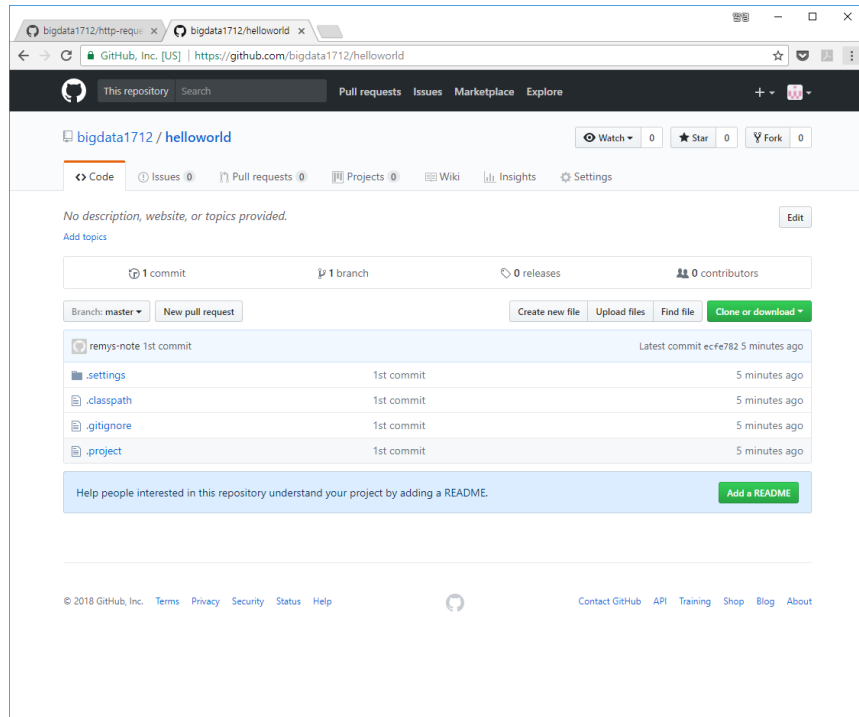 bigdata1712/http-reque × bigdata1712/helloworld ×
GitHub, Inc. [US] | https://github.com/bigdata1712/helloworld
This repository Search Pull requests Issues Marketplace Explore
bigdata1712 / helloworld Watch 0 Star 0 Fork 0
Code Issues 0 Pull requests 0 Projects 0 Wiki Insights Settings
No description, website, or topics provided. Edit
Add topics
1 commit 1 branch 0 releases 0 contributors
Branch: master New pull request Create new file Upload files Find file Clone or download
remys-note 1st commit Latest commit ecfe782 5 minutes ago
.settings 1st commit 5 minutes ago
.classpath 1st commit 5 minutes ago
.gitignore 1st commit 5 minutes ago
.project 1st commit 5 minutes ago
Help people interested in this repository understand your project by adding a README. Add a README
© 2018 GitHub, Inc. Terms Privacy Security Status Help Contact GitHub API Training Shop Blog About